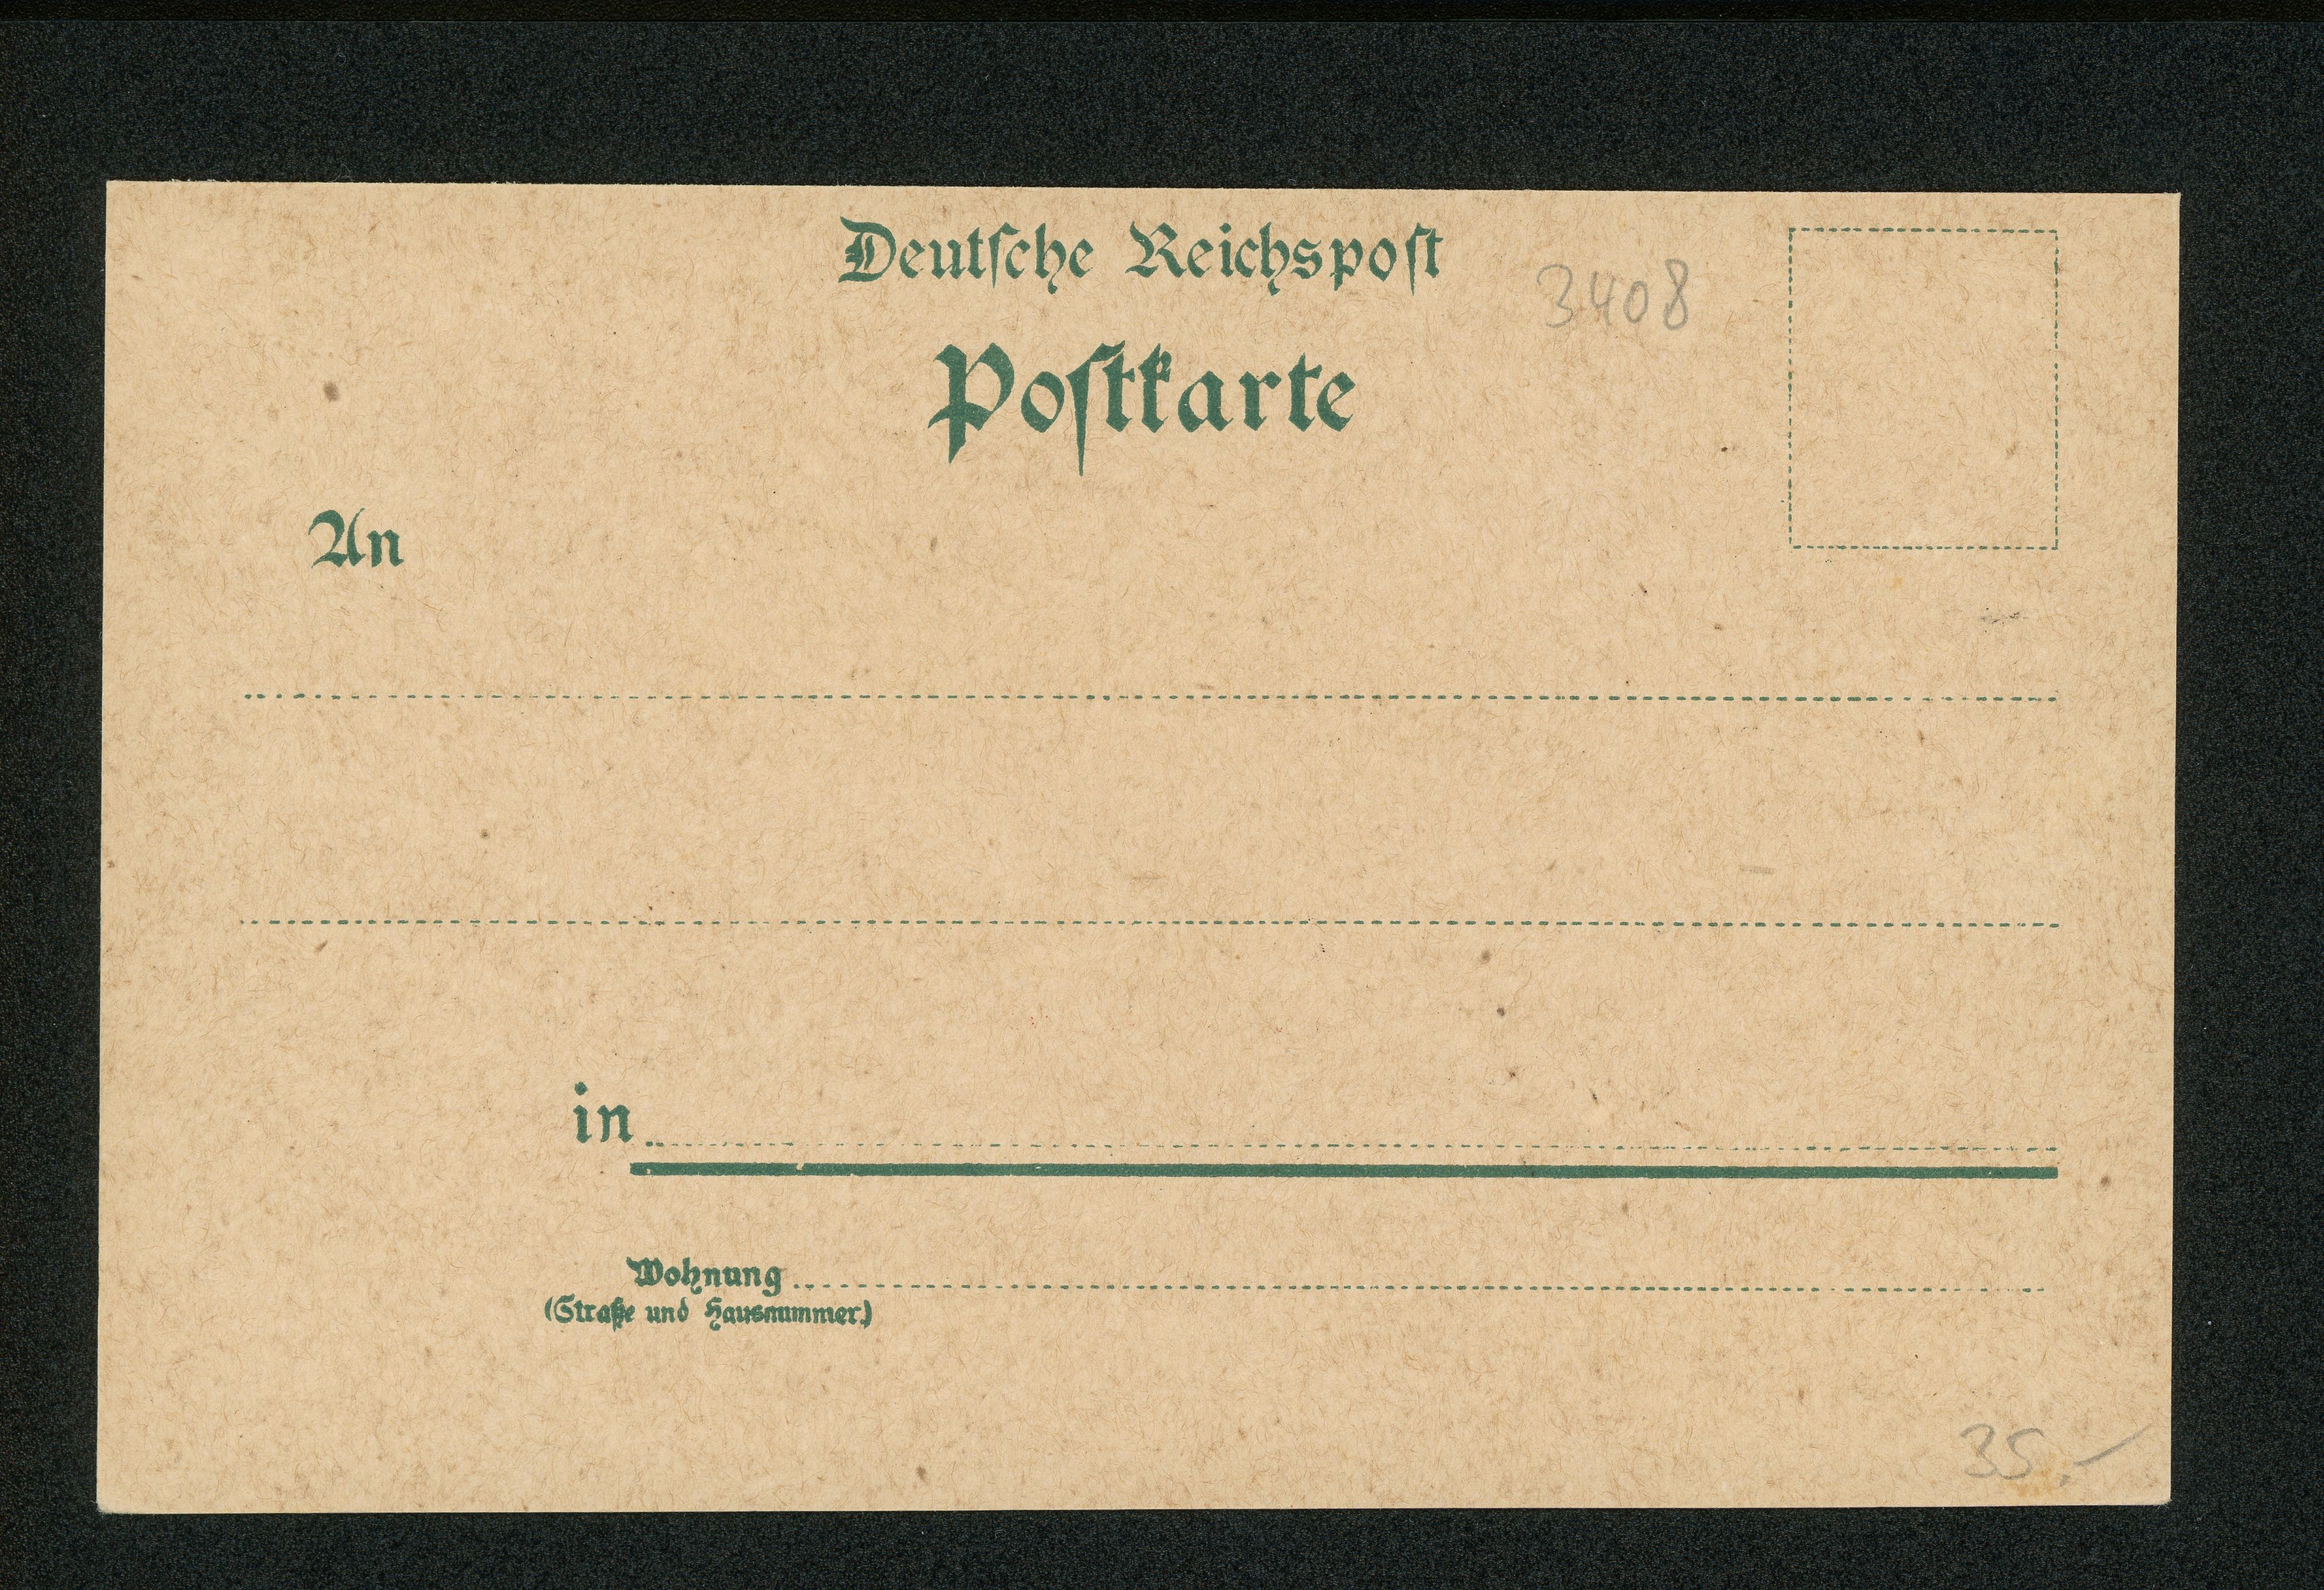 Deutſche Reichspoſt
3408
Poſtkarte
An
in
Wohnung
(Straße und Hausnummer.)
35.-